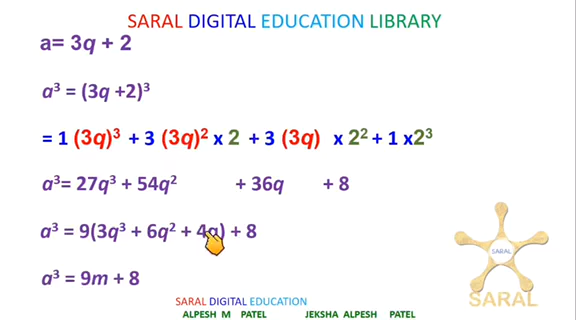 SARAL DIGITAL EDUCATION LIBRARY
a= 3q + 2
a³ = (3q +2)³
= 1 (3q)³ + 3 (3q)² x 2 + 3 (3q) x 2² + 1 x2³
a³= 27q³ + 54q² + 36q + 8
a³ = 9(3q³ + 6q² + 4q) + 8
a³ = 9m + 8
SARAL
SARAL
SARAL DIGITAL EDUCATION
ALPESH M PATEL JEKSHA ALPESH PATEL